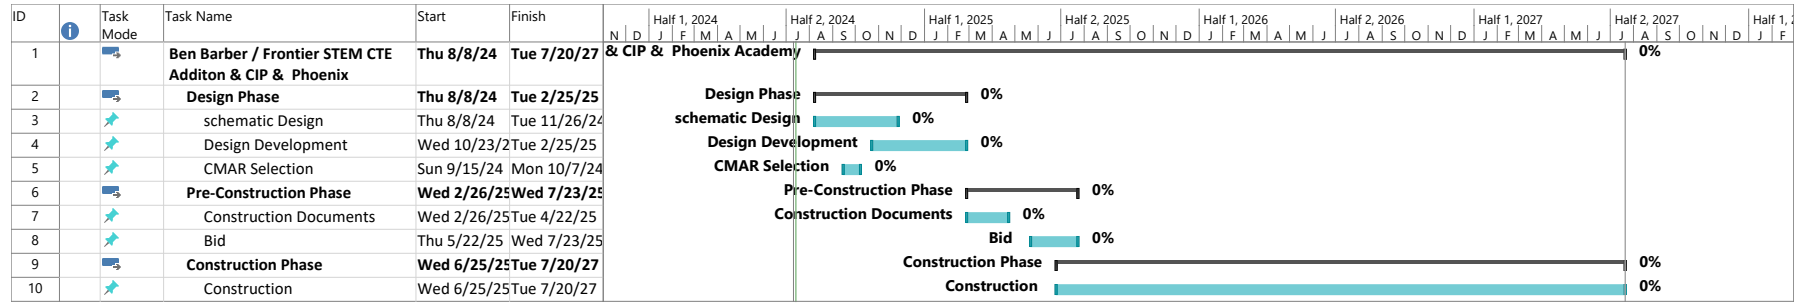 ID Task Mode Task Name Start Finish
Half 1, 2024 Half 2, 2024 Half 1, 2025 Half 2, 2025 Half 1, 2026 Half 2, 2026 Half 1, 2027 Half 2, 2027 Half 1, 2
N D J F M A M J J A S O N D J F M A M J J A S O N D J F M A M J J A S O N D J F M A M J J A S O N D J F
1 Ben Barber / Frontier STEM CTE Thu 8/8/24 Tue 7/20/27 & CIP & Phoenix Academy 0%
Additon & CIP & Phoenix
2 Design Phase Thu 8/8/24 Tue 2/25/25 Design Phase 0%
3 schematic Design Thu 8/8/24 Tue 11/26/24 schematic Design 0%
4 Design Development Wed 10/23/2 Tue 2/25/25 Design Development 0%
5 CMAR Selection Sun 9/15/24 Mon 10/7/24 CMAR Selection 0%
6 Pre-Construction Phase Wed 2/26/25 Wed 7/23/25 Pre-Construction Phase 0%
7 Construction Documents Wed 2/26/25 Tue 4/22/25 Construction Documents 0%
8 Bid Thu 5/22/25 Wed 7/23/25 Bid 0%
9 Construction Phase Wed 6/25/25 Tue 7/20/27 Construction Phase 0%
10 Construction Wed 6/25/25 Tue 7/20/27 Construction 0%